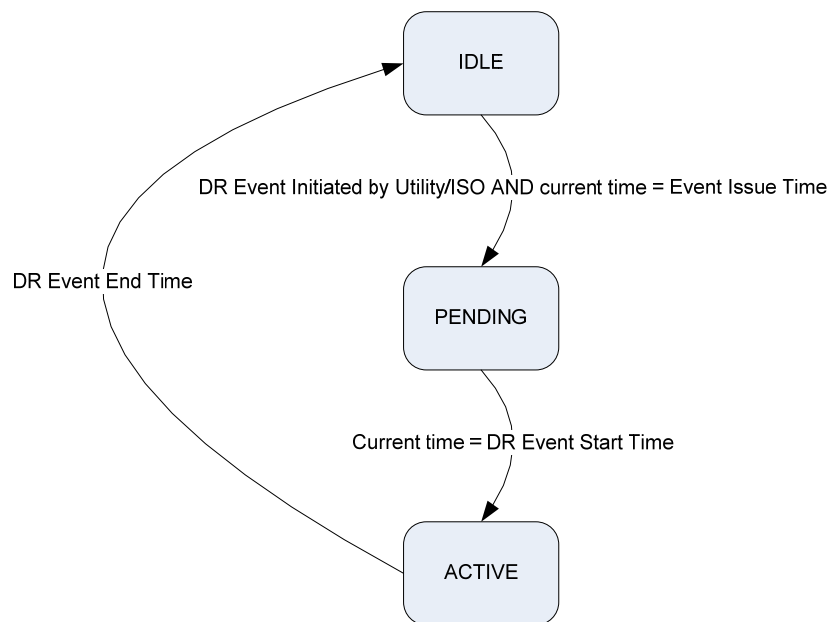 IDLE
DR Event Initiated by Utility/ISO AND current time = Event Issue Time
DR Event End Time
PENDING
Current time = DR Event Start Time
ACTIVE